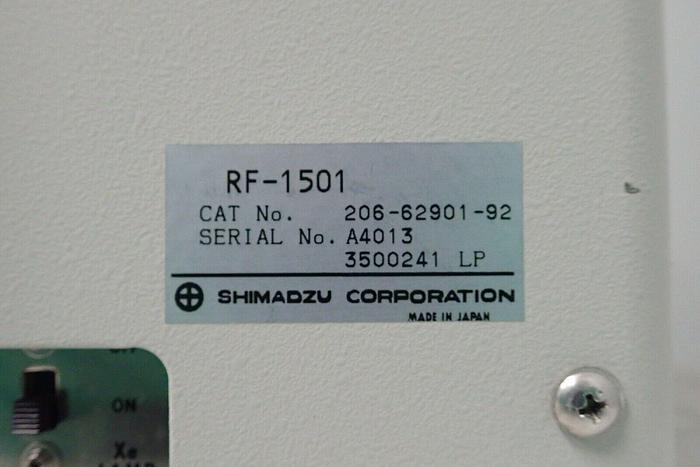 RF-1501
CAT No. 206-62901-92
SERIAL No. A4013
3500241 LP
SHIMADZU CORPORATION
MADE IN JAPAN
ON
Xe